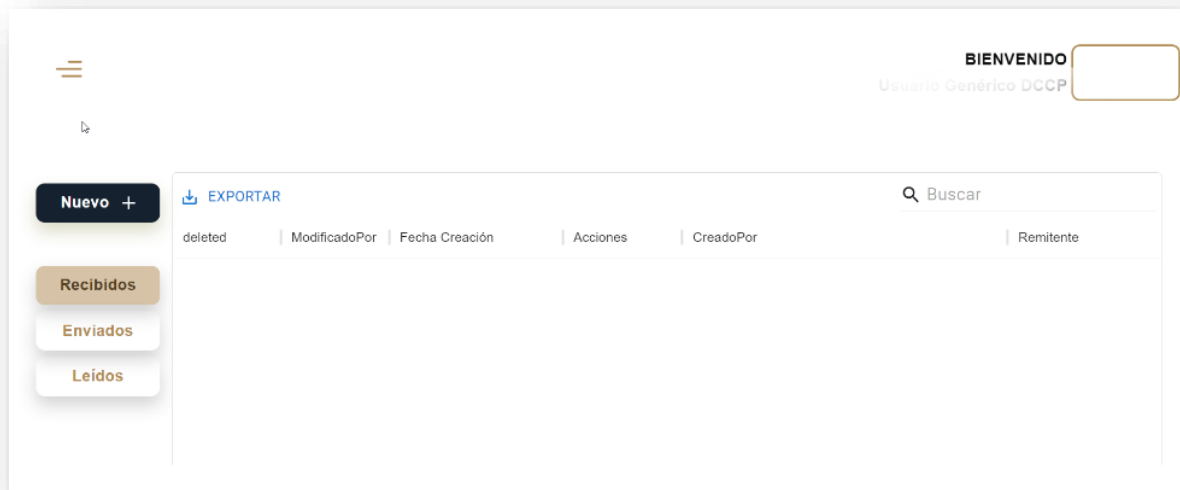 BIENVENIDO
Usuario Genérico DCCP
Nuevo +
EXPORTAR
Buscar
deleted ModificadoPor Fecha Creación Acciones CreadoPor Remitente
Recibidos
Enviados
Leídos